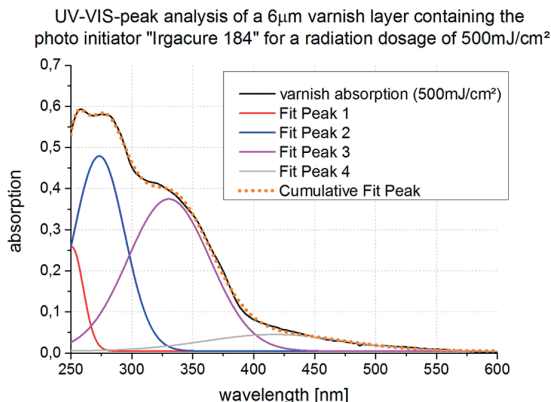 UV-VIS-peak analysis of a 6µm varnish layer containing the
photo initiator "Irgacure 184" for a radiation dosage of 500mJ/cm²
0,7
0,6
0,5
0,4
0,3
0,2
0,1
0,0
absorption
varnish absorption (500mJ/cm²)
Fit Peak 1
Fit Peak 2
Fit Peak 3
Fit Peak 4
Cumulative Fit Peak
250 300 350 400 450 500 550 600
wavelength [nm]